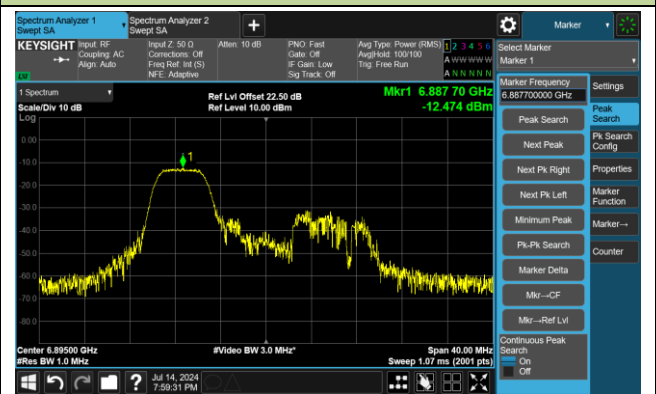 Spectrum Analyzer 1
Swept SA
Spectrum Analyzer 2
Swept SA
+
Marker
KEYSIGHT
Input: RF
Coupling: AC
Align: Auto
Input Z: 50 Ω
Corrections: Off
Freq Ref: Int (S)
NFE: Adaptive
Atten: 10 dB
PNO: Fast
Gate: Off
IF Gain: Low
Sig Track: Off
Avg Type: Power (RMS)
Avg|Hold: 100/100
Trig: Free Run
1 2 3 4 5 6
A W W W W W
A N N N N N
Select Marker
Marker 1
LXI
1 Spectrum
Scale/Div 10 dB
Log
Ref Lvl Offset 22.50 dB
Ref Level 10.00 dBm
Mkr1 6.887 70 GHz
-12.474 dBm
Marker Frequency
6.887700000 GHz
Settings
Peak Search
Peak
Search
Next Peak
Pk Search
Config
Next Pk Right
Properties
Next Pk Left
Marker
Function
Minimum Peak
Marker→
Pk-Pk Search
Counter
Marker Delta
Mkr→CF
Mkr→Ref Lvl
Continuous Peak
Search
On
Off
1
0.00
-10.0
-20.0
-30.0
-40.0
-50.0
-60.0
-70.0
-80.0
Center 6.89500 GHz
#Res BW 1.0 MHz
#Video BW 3.0 MHz*
Span 40.00 MHz
Sweep 1.07 ms (2001 pts)
?
Jul 14, 2024
7:59:31 PM